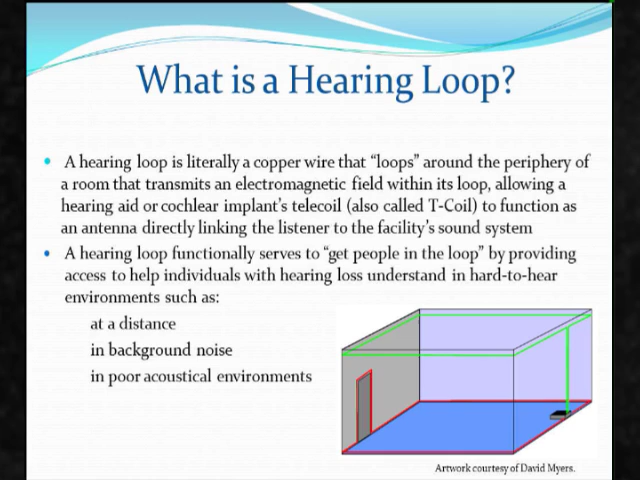 What is a Hearing Loop?
A hearing loop is literally a copper wire that “loops” around the periphery of
a room that transmits an electromagnetic field within its loop, allowing a
hearing aid or cochlear implant’s telecoil (also called T-Coil) to function as
an antenna directly linking the listener to the facility’s sound system
A hearing loop functionally serves to “get people in the loop” by providing
access to help individuals with hearing loss understand in hard-to-hear
environments such as:
at a distance
in background noise
in poor acoustical environments
Artwork courtesy of David Myers.